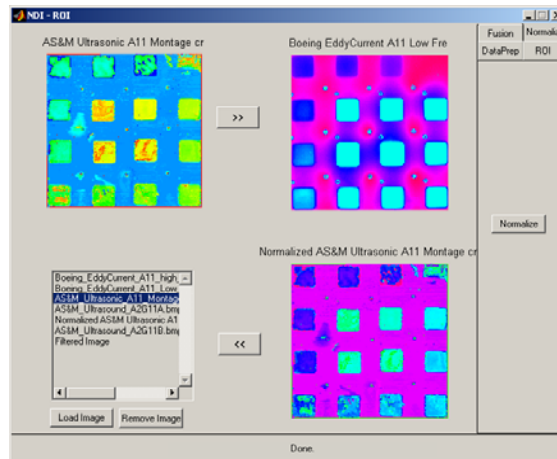 NDI - ROI
AS&M Ultrasonic A11 Montage cr
Boeing EddyCurrent A11 Low Fre
Fusion
Normaliz
DataPrep
ROI
>>
Normalize
Normalized AS&M Ultrasonic A11 Montage cr
Boeing_EddyCurrent_A11_high_
Boeing_EddyCurrent_A11_Low_
AS&M_Ultrasonic_A11_Montage
AS&M_Ultrasound_A2G11A.bmp
Normalized AS&M Ultrasonic A1
AS&M_Ultrasound_A2G11B.bmp
Filtered Image
<<
Load Image
Remove Image
Done.